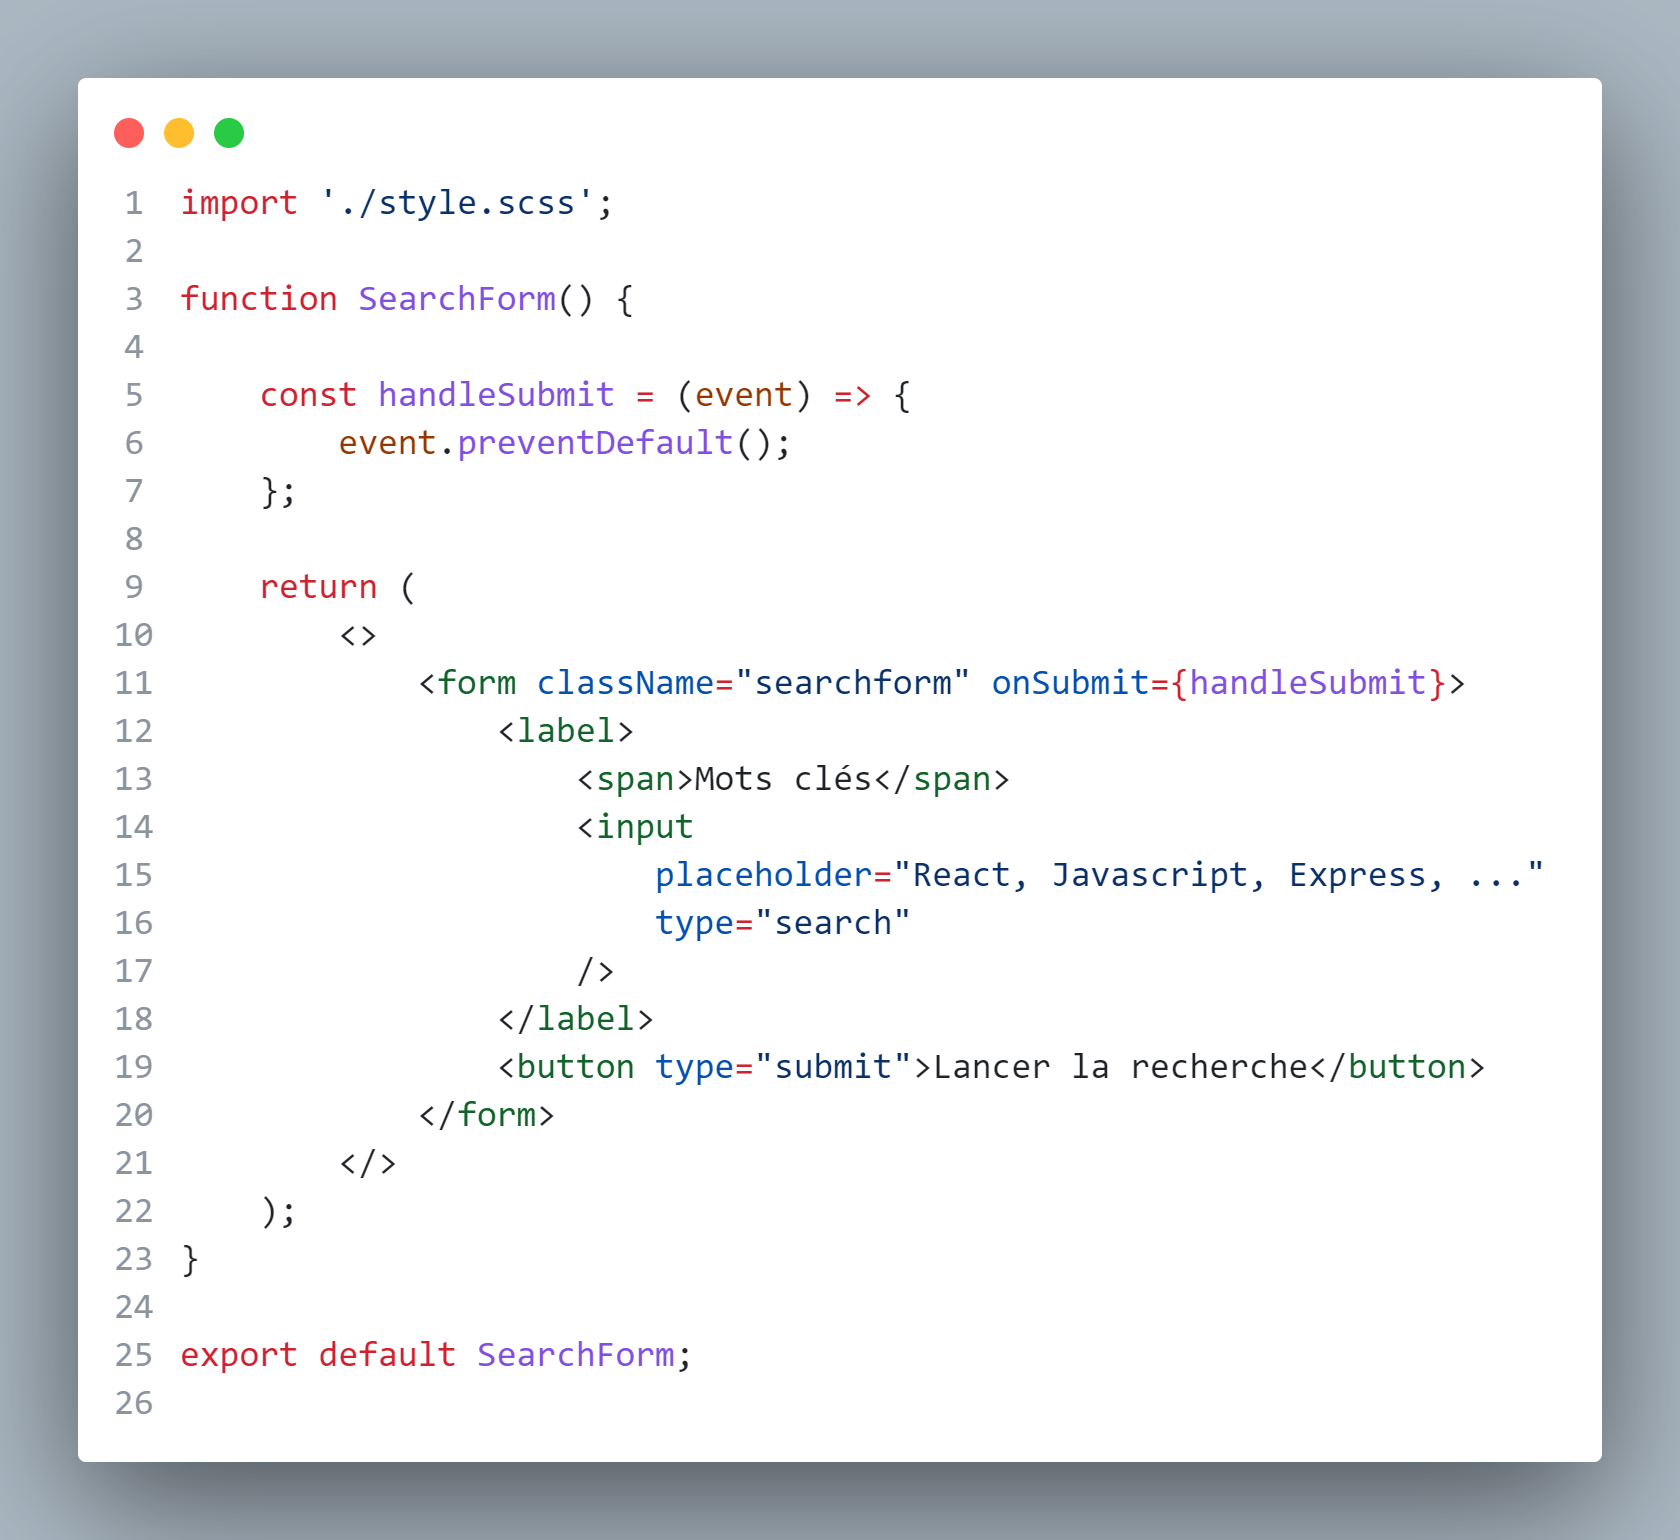 1 import './style.scss';
2
3 function SearchForm() {
4
5     const handleSubmit = (event) => {
6         event.preventDefault();
7     };
8
9     return (
10         <>
11             <form className="searchform" onSubmit={handleSubmit}>
12                 <label>
13                     <span>Mots clés</span>
14                     <input
15                         placeholder="React, Javascript, Express, ..."
16                         type="search"
17                     />
18                 </label>
19                 <button type="submit">Lancer la recherche</button>
20             </form>
21         </>
22     );
23 }
24
25 export default SearchForm;
26